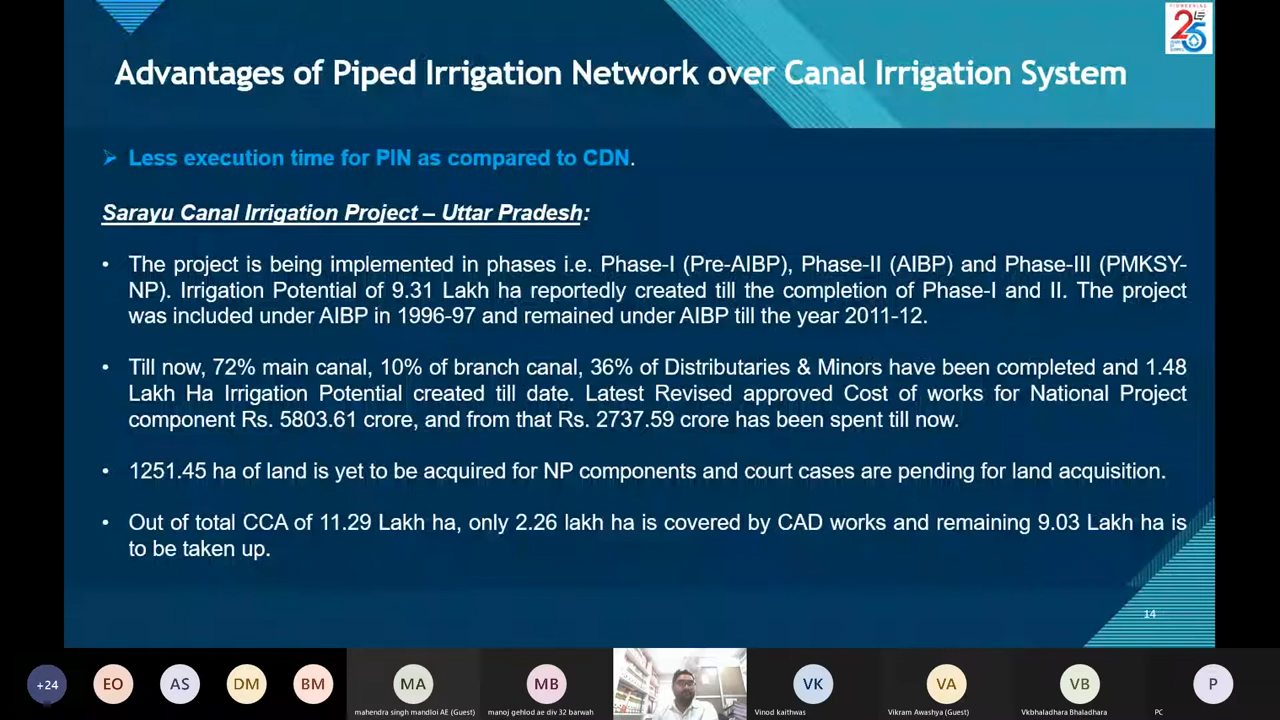 25
Advantages of Piped Irrigation Network over Canal Irrigation System
➢ Less execution time for PIN as compared to CDN.
Sarayu Canal Irrigation Project – Uttar Pradesh:
• The project is being implemented in phases i.e. Phase-I (Pre-AIBP), Phase-II (AIBP) and Phase-III (PMKSY-
NP). Irrigation Potential of 9.31 Lakh ha reportedly created till the completion of Phase-I and II. The project
was included under AIBP in 1996-97 and remained under AIBP till the year 2011-12.
• Till now, 72% main canal, 10% of branch canal, 36% of Distributaries & Minors have been completed and 1.48
Lakh Ha Irrigation Potential created till date. Latest Revised approved Cost of works for National Project
component Rs. 5803.61 crore, and from that Rs. 2737.59 crore has been spent till now.
• 1251.45 ha of land is yet to be acquired for NP components and court cases are pending for land acquisition.
• Out of total CCA of 11.29 Lakh ha, only 2.26 lakh ha is covered by CAD works and remaining 9.03 Lakh ha is
to be taken up.
14
+24 EO AS DM BM MA MB VK VA VB P
mahendra singh mandloi AE (Guest) manoj gehlod ae div 32 barwah Vinod kaithwas Vikram Awashya (Guest) Vkbhaladhara Bhaladhara PC